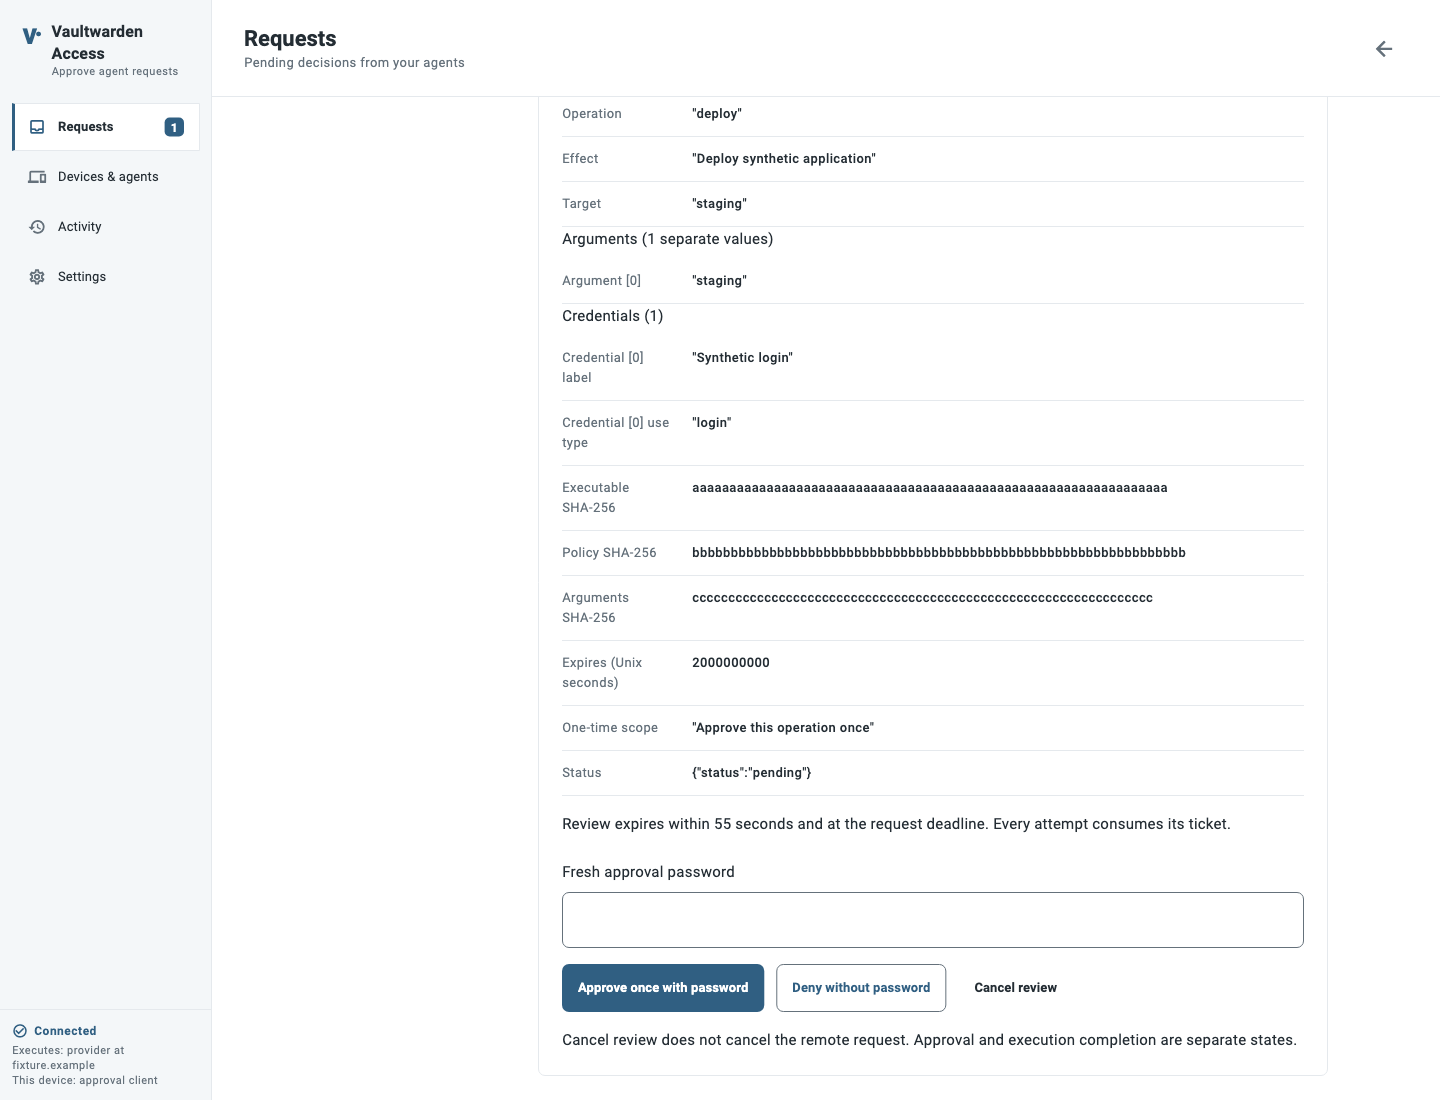 Vaultwarden
Access
Approve agent requests
Requests
1
Devices & agents
Activity
Settings
Connected
Executes: provider at
fixture.example
This device: approval client
Requests
Pending decisions from your agents
Operation "deploy"
Effect "Deploy synthetic application"
Target "staging"
Arguments (1 separate values)
Argument [0] "staging"
Credentials (1)
Credential [0] "Synthetic login"
label
Credential [0] use "login"
type
Executable aaaaaaaaaaaaaaaaaaaaaaaaaaaaaaaaaaaaaaaaaaaaaaaaaaaaaaaaaaaaaaaa
SHA-256
Policy SHA-256 bbbbbbbbbbbbbbbbbbbbbbbbbbbbbbbbbbbbbbbbbbbbbbbbbbbbbbbbbbbbbbbb
Arguments cccccccccccccccccccccccccccccccccccccccccccccccccccccccccccccccc
SHA-256
Expires (Unix 2000000000
seconds)
One-time scope "Approve this operation once"
Status {"status":"pending"}
Review expires within 55 seconds and at the request deadline. Every attempt consumes its ticket.
Fresh approval password
Approve once with password
Deny without password
Cancel review
Cancel review does not cancel the remote request. Approval and execution completion are separate states.